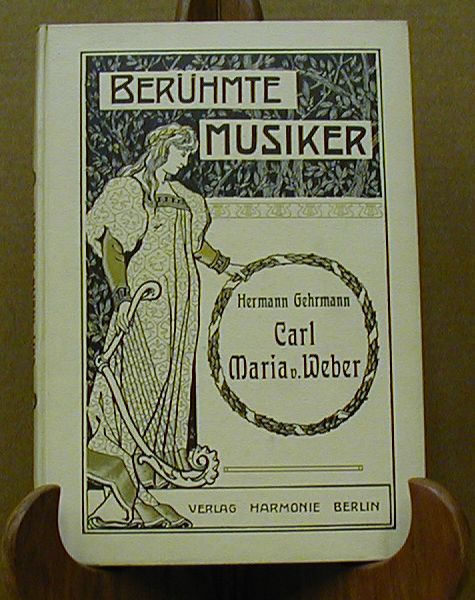 BERÜHMTE
MUSIKER
Hermann Gehrmann
Carl
Maria v. Weber
VERLAG HARMONIE BERLIN